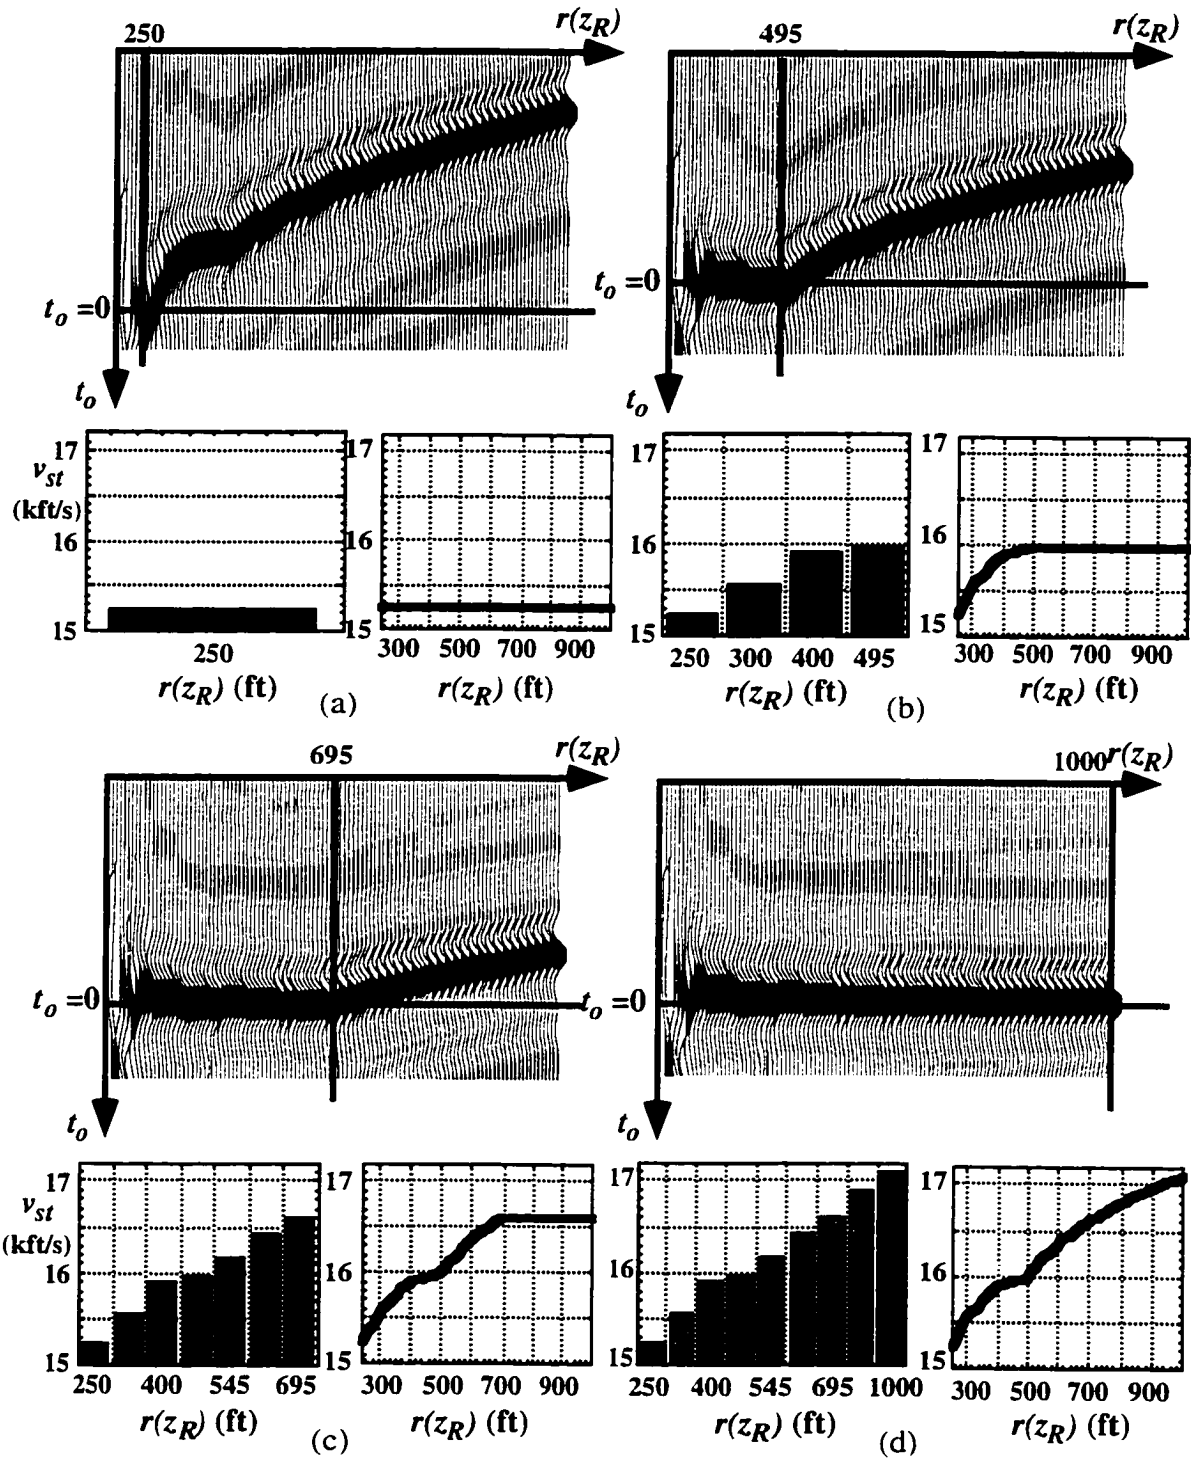 250
r(z_R)
495
r(z_R)
t_o =0
t_o =0
t_o
t_o
17
v_st
(kft/s)
16
15
250
r(z_R) (ft)
17
16
15
300 500 700 900
r(z_R) (ft)
(a)
17
16
15
250 300 400 495
r(z_R) (ft)
17
16
15
300 500 700 900
r(z_R) (ft)
(b)
695
r(z_R)
1000
r(z_R)
t_o =0
t_o =0
t_o
t_o
17
v_st
(kft/s)
16
15
250 400 545 695
r(z_R) (ft)
17
16
15
300 500 700 900
r(z_R) (ft)
(c)
17
16
15
250 400 545 695 1000
r(z_R) (ft)
17
16
15
300 500 700 900
r(z_R) (ft)
(d)